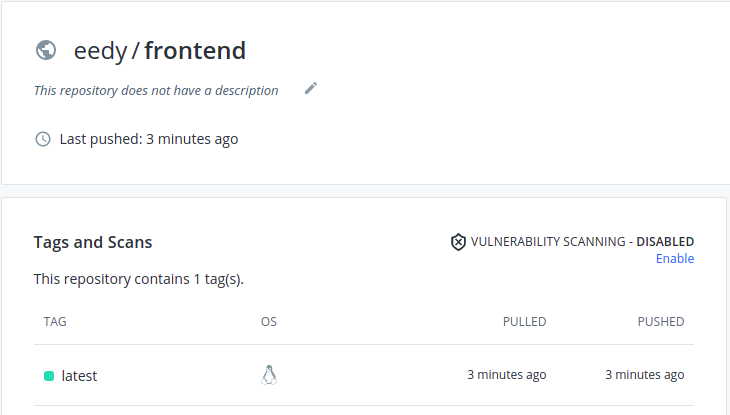 eedy / frontend
This repository does not have a description
Last pushed: 3 minutes ago
Tags and Scans
VULNERABILITY SCANNING - DISABLED
Enable
This repository contains 1 tag(s).
TAG OS PULLED PUSHED
latest 3 minutes ago 3 minutes ago